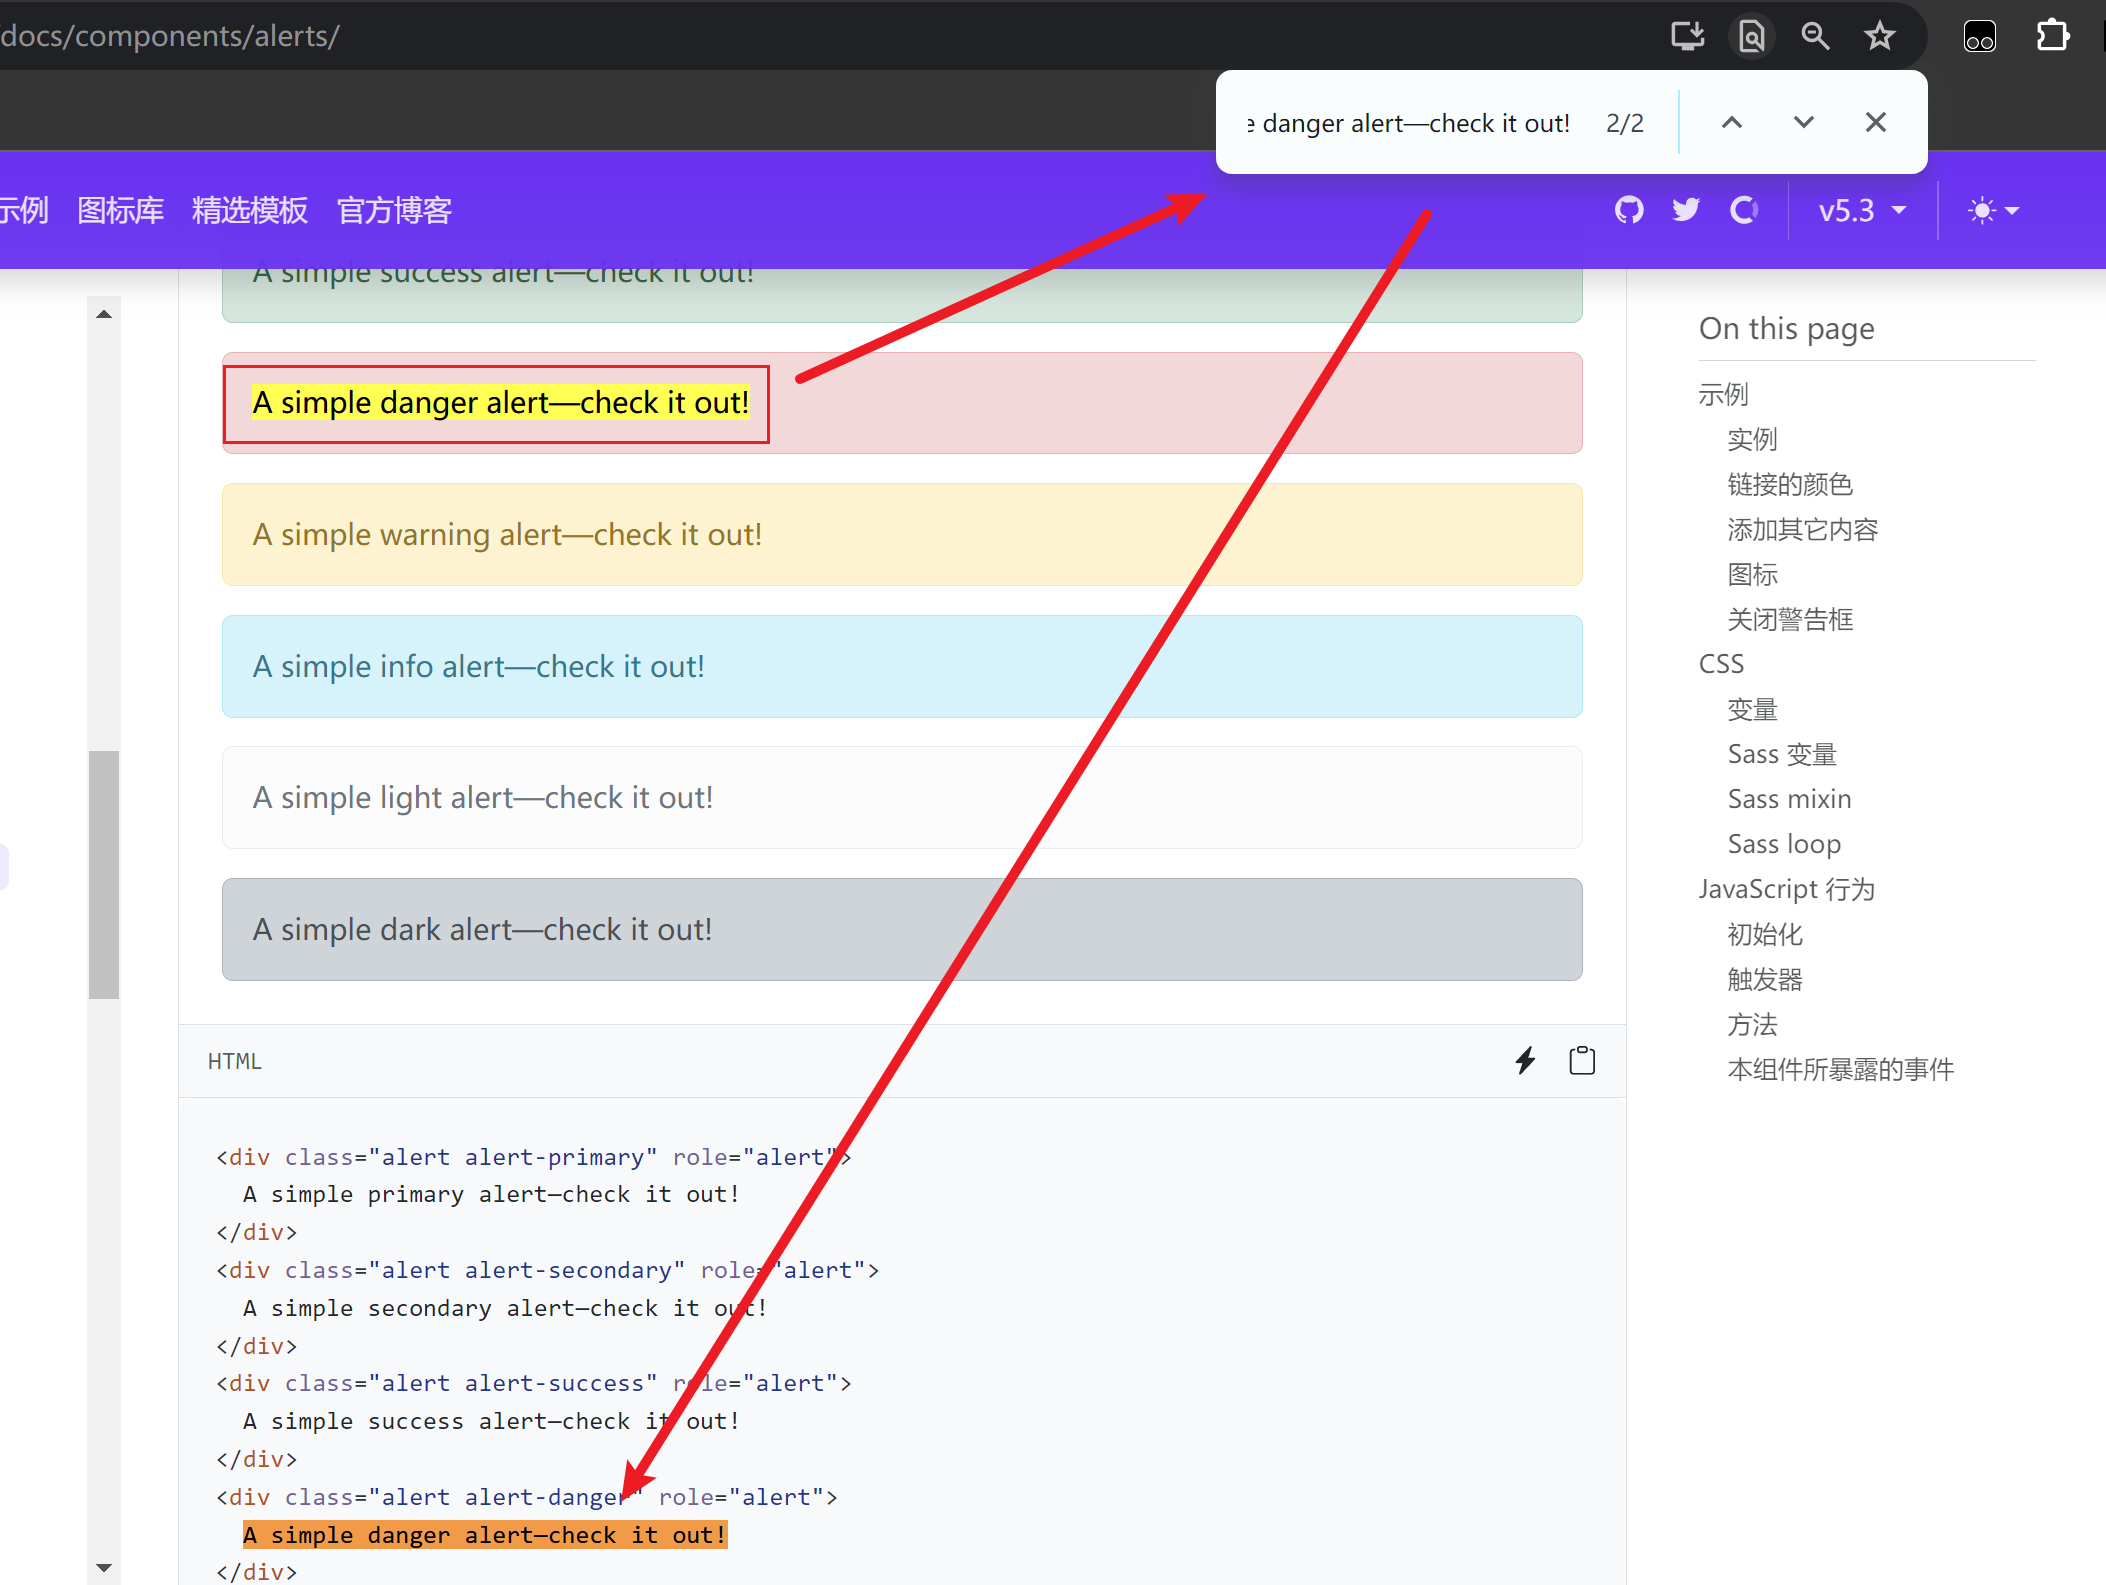 docs/components/alerts/
e danger alert—check it out! 2/2
示例 图标库 精选模板 官方博客 v5.3
A simple success alert—check it out!
A simple danger alert—check it out!
A simple warning alert—check it out!
A simple info alert—check it out!
A simple light alert—check it out!
A simple dark alert—check it out!
HTML
<div class="alert alert-primary" role="alert">
A simple primary alert—check it out!
</div>
<div class="alert alert-secondary" role="alert">
A simple secondary alert—check it out!
</div>
<div class="alert alert-success" role="alert">
A simple success alert—check it out!
</div>
<div class="alert alert-danger" role="alert">
A simple danger alert—check it out!
</div>
On this page
示例
实例
链接的颜色
添加其它内容
图标
关闭警告框
CSS
变量
Sass 变量
Sass mixin
Sass loop
JavaScript 行为
初始化
触发器
方法
本组件所暴露的事件